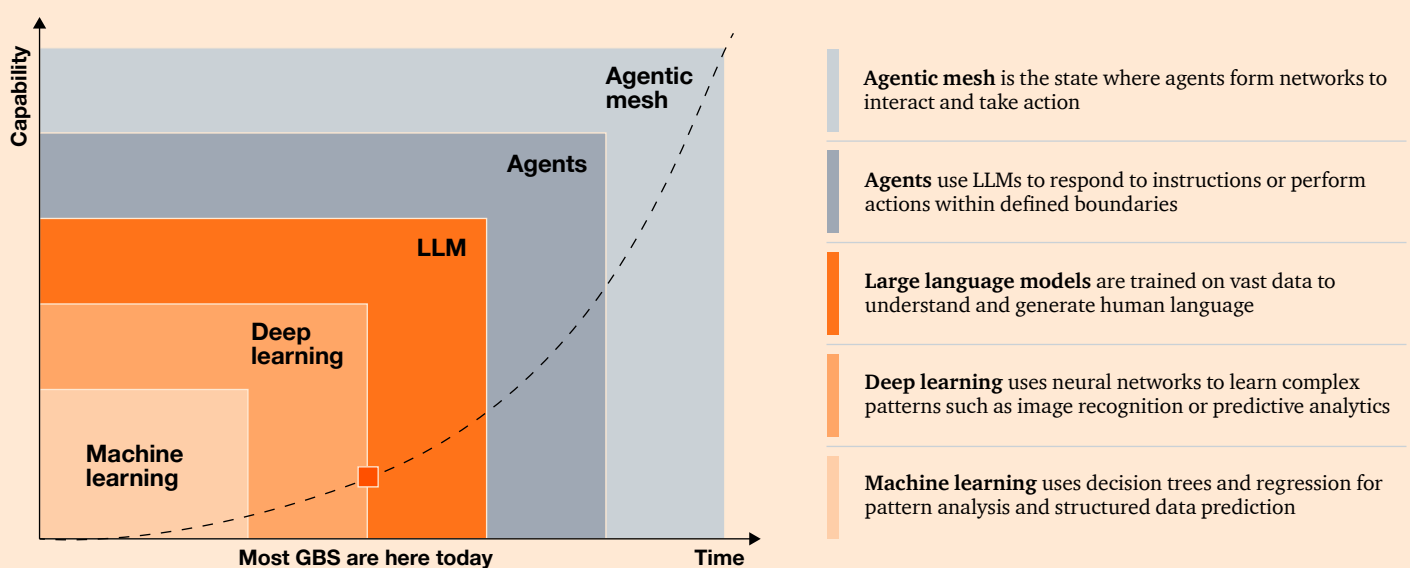 Capability
Agentic
mesh
Agents
LLM
Deep
learning
Machine
learning
Most GBS are here today
Time
Agentic mesh is the state where agents form networks to
interact and take action
Agents use LLMs to respond to instructions or perform
actions within defined boundaries
Large language models are trained on vast data to
understand and generate human language
Deep learning uses neural networks to learn complex
patterns such as image recognition or predictive analytics
Machine learning uses decision trees and regression for
pattern analysis and structured data prediction